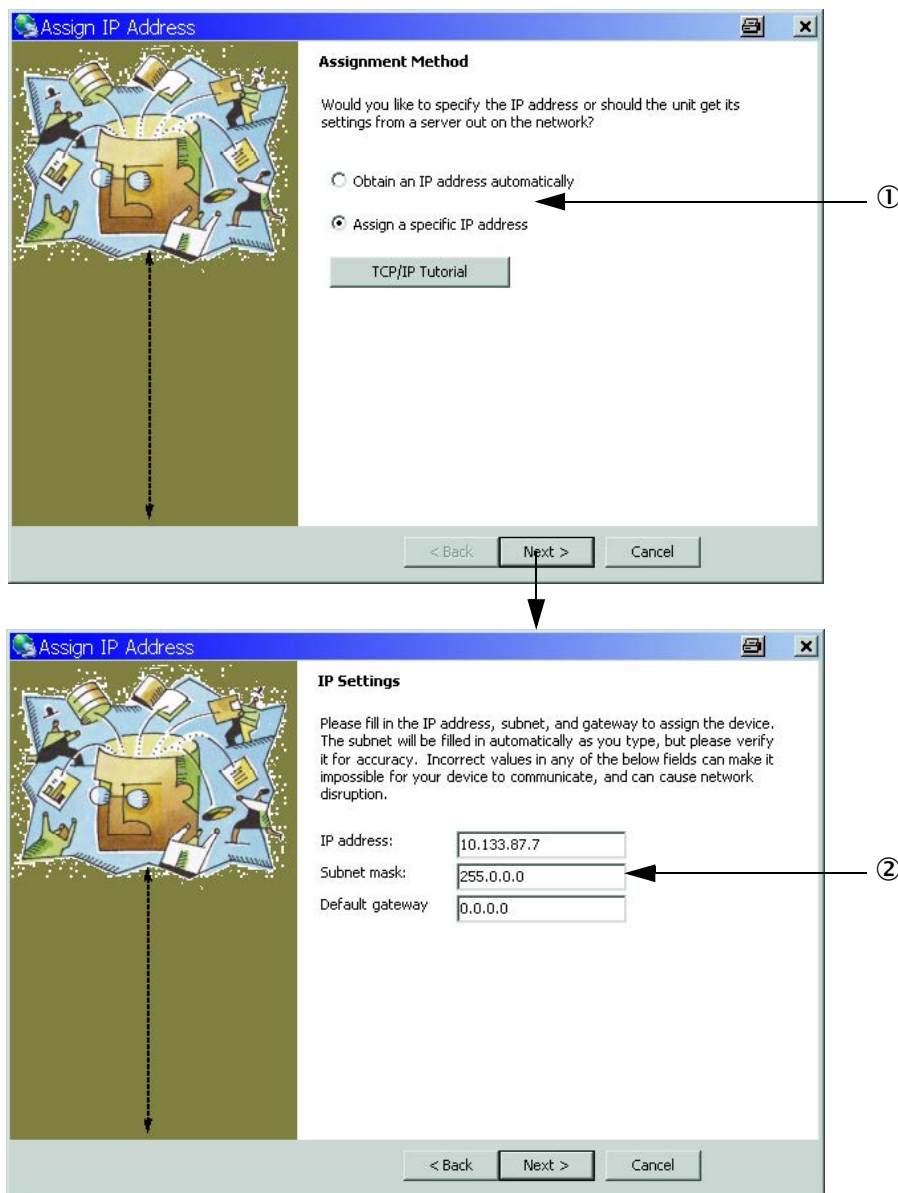 Assign IP Address
Assignment Method
Would you like to specify the IP address or should the unit get its
settings from a server out on the network?
Obtain an IP address automatically
①
Assign a specific IP address
TCP/IP Tutorial
< Back Next > Cancel
Assign IP Address
IP Settings
Please fill in the IP address, subnet, and gateway to assign the device.
The subnet will be filled in automatically as you type, but please verify
it for accuracy. Incorrect values in any of the below fields can make it
impossible for your device to communicate, and can cause network
disruption.
IP address: 10.133.87.7
Subnet mask: 255.0.0.0 ②
Default gateway 0.0.0.0
< Back Next > Cancel